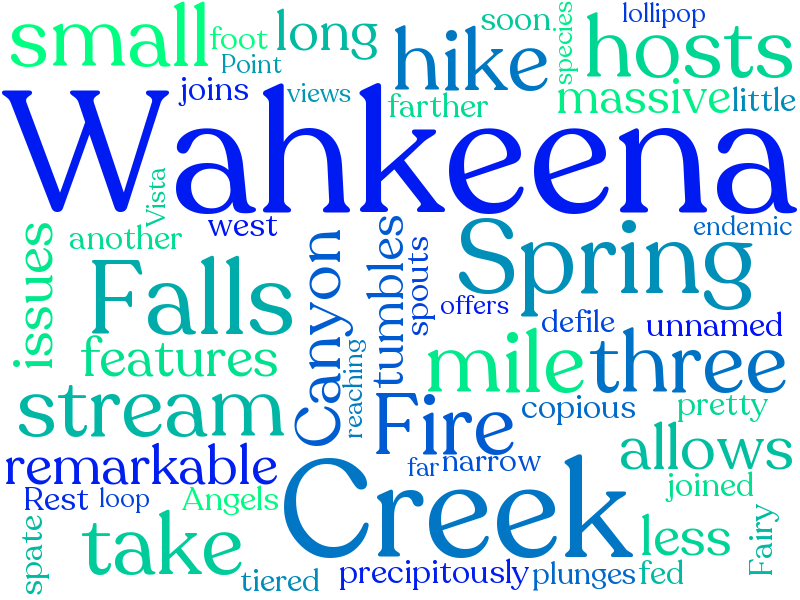 small
foot
long
Point
hike
soon
species
lollipop
hosts
joins
views
farther
massive
little
Wahkeena
Vista
west
another
issues
Falls
Canyon
tumbles
spouts
Spring
endemic
offers
defile
unnamed
features
reaching
mile
three
stream
Fire
copious
pretty
remarkable
far
narrow
allows
joined
Rest
loop
Angels
Creek
spate
take
less
Fairy
tiered
precipitously
plunges
fed